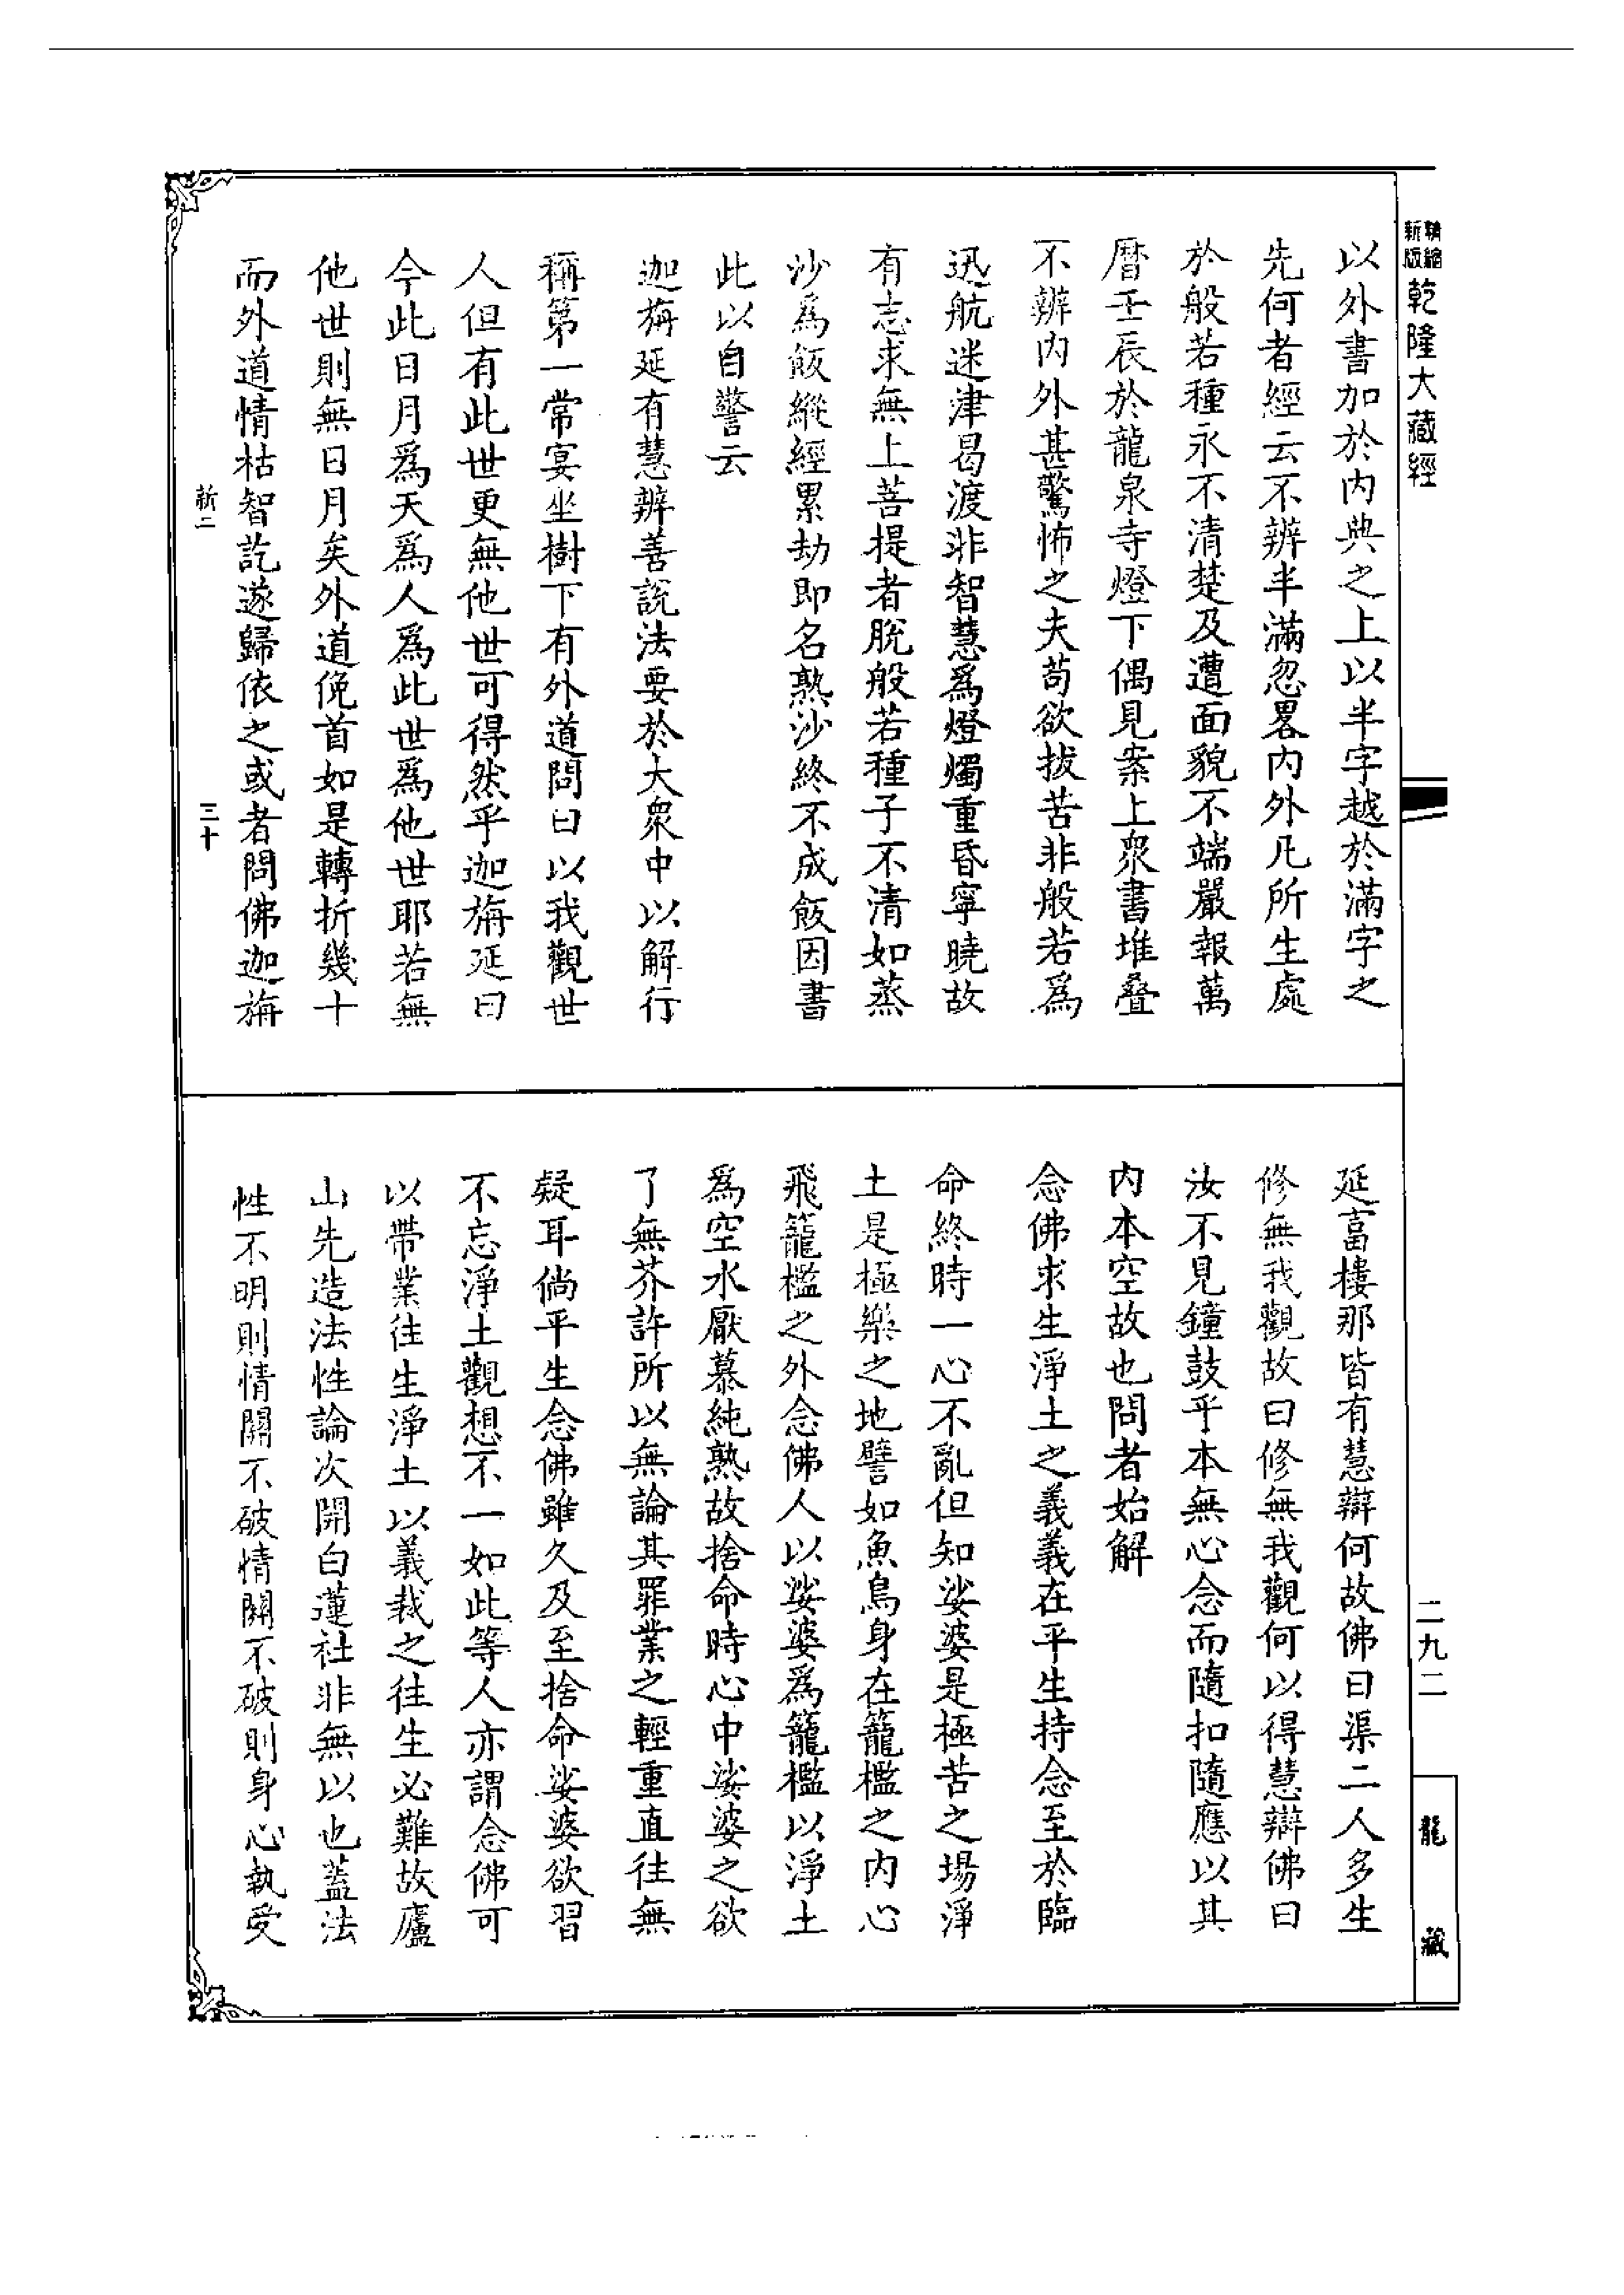 精縮新版乾隆大藏經
以外書加於內典之上以半字越於滿字之
先何者經云不辨半滿忽畧內外凡所生處
於般若種永不清楚及遭面貌不端嚴報萬
曆壬辰於龍泉寺燈下偶見案上衆書堆疊
不辨內外甚驚怖之夫苟欲拔苦非般若爲
迅航迷津曷渡非智慧爲燈燭重昏寧曉故
有志求無上菩提者脫般若種子不清如蒸
沙爲飯縱經累劫即名熟沙終不成飯因書
此以自警云
迦旃延有慧辨善說法要於大衆中以解行
稱第一常宴坐樹下有外道問曰以我觀世
人但有此世更無他世可得然乎迦旃延曰
今此日月爲天爲人爲此世爲他世耶若無
他世則無日月矣外道俛首如是轉折幾十
而外道情枯智訖遂歸依之或者問佛迦旃
斬二
三十
延富樓那皆有慧辯何故佛曰渠二人多生
修無我觀故曰修無我觀何以得慧辯佛曰
汝不見鐘鼓乎本無心念而隨扣隨應以其
內本空故也問者始解
念佛求生淨土之義義在平生持念至於臨
命終時一心不亂但知娑婆是極苦之場淨
土是極樂之地譬如魚鳥身在籠檻之內心
飛籠檻之外念佛人以娑婆爲籠檻以淨土
爲空水厭慕純熟故捨命時心中娑婆之欲
了無芥許所以無論其罪業之輕重直往無
疑耳倘平生念佛雖久及至捨命娑婆欲習
不忘淨土觀想不一如此等人亦謂念佛可
以帶業往生淨土以義裁之往生必難故廬
山先造法性論次開白蓮社非無以也蓋法
性不明則情關不破情關不破則身心執受
二九二
龍藏